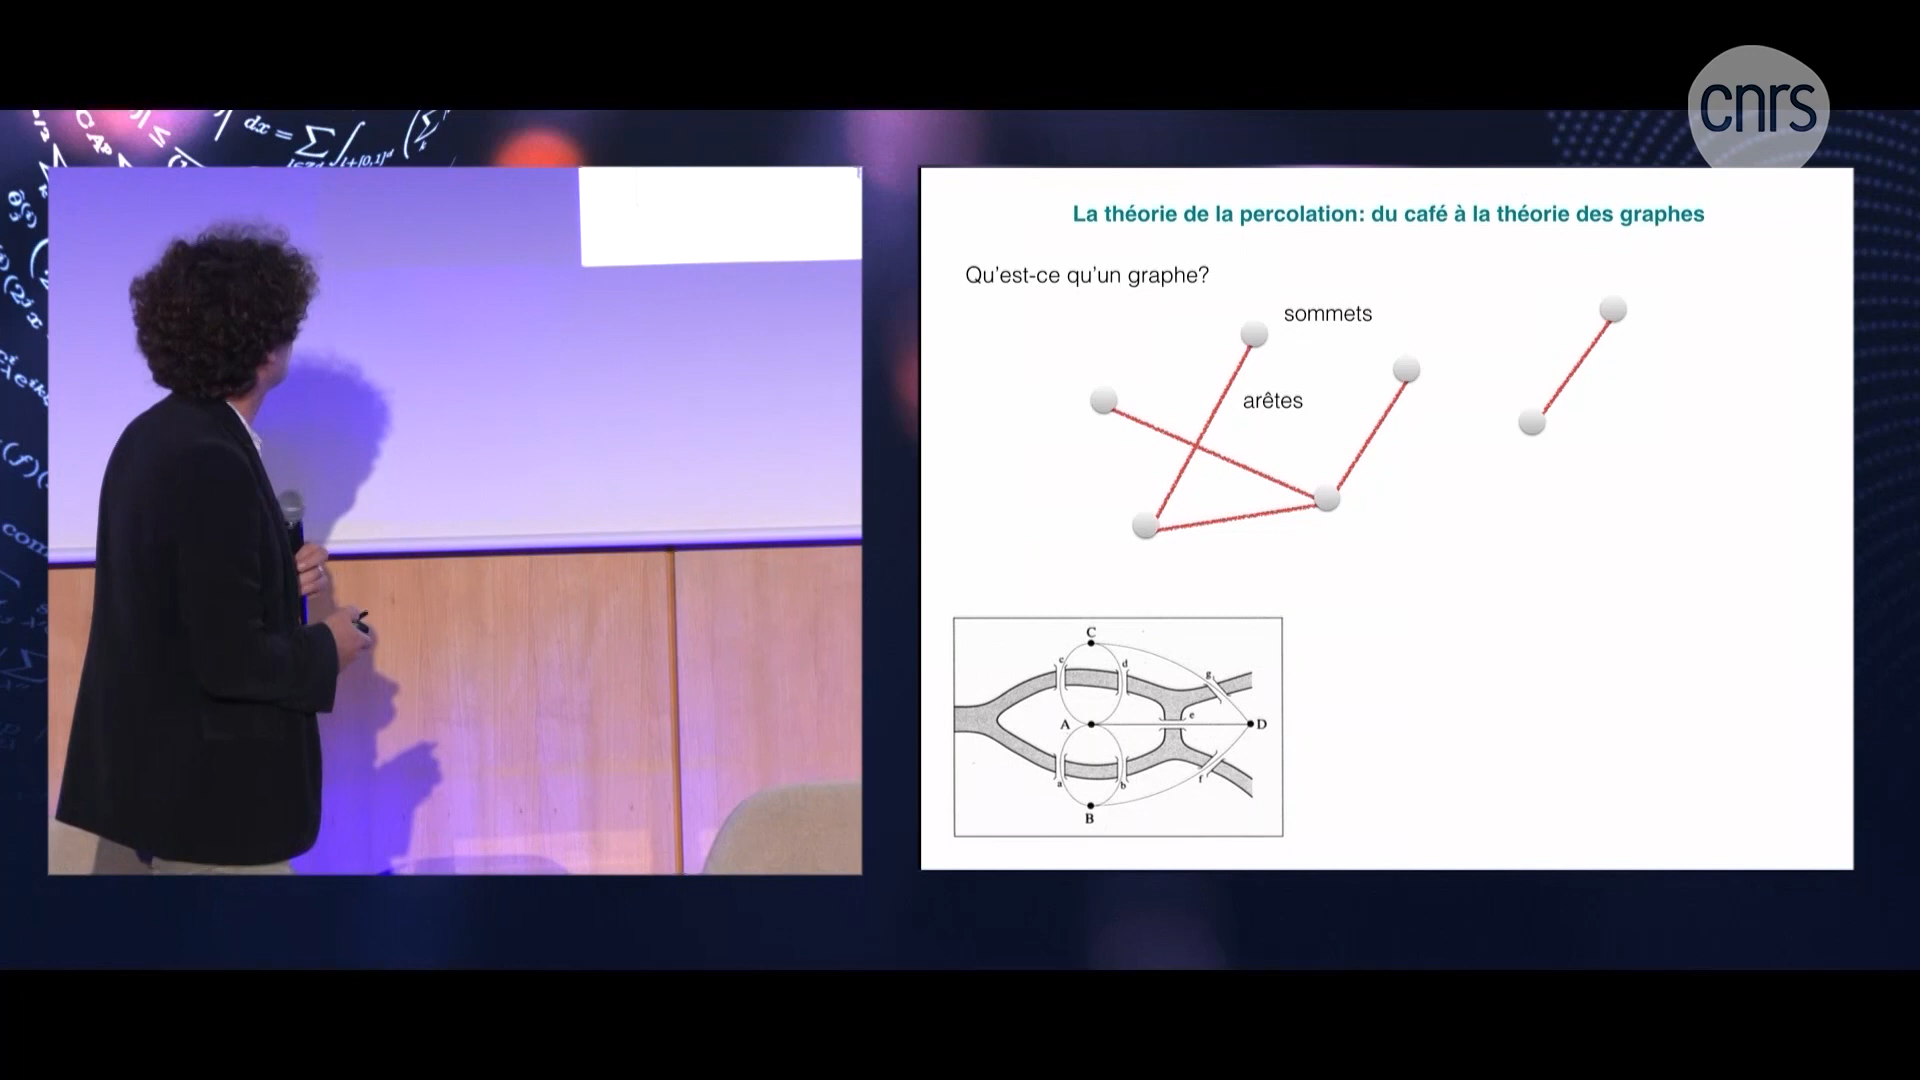 cnrs
La théorie de la percolation: du café à la théorie des graphes
Qu'est-ce qu'un graphe?
sommets
arêtes
C
c d
g
A e D
f
a b
B